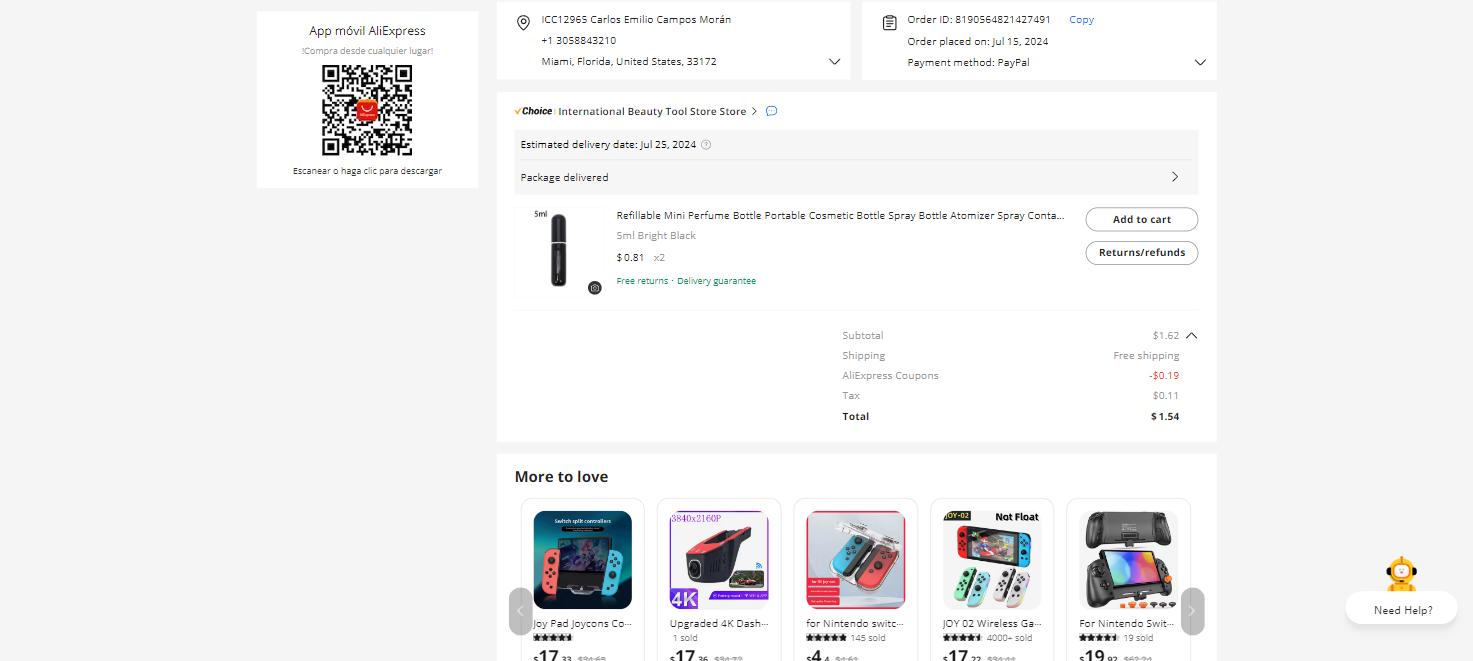 App móvil AliExpress
!Compra desde cualquier lugar!
Escanear o haga clic para descargar
ICC12965 Carlos Emilio Campos Morán
+1 3058843210
Miami, Florida, United States, 33172
Order ID: 8190564821427491 Copy
Order placed on: Jul 15, 2024
Payment method: PayPal
Choice International Beauty Tool Store Store
Estimated delivery date: Jul 25, 2024
Package delivered
5ml
Refillable Mini Perfume Bottle Portable Cosmetic Bottle Spray Bottle Atomizer Spray Conta...
5ml Bright Black
$0.81 x2
Free returns · Delivery guarantee
Add to cart
Returns/refunds
Subtotal $1.62
Shipping Free shipping
AliExpress Coupons -$0.19
Tax $0.11
Total $1.54
More to love
Switch split controllers
Joy Pad Joycons Co...
$17.33 $34.65
3840x2160P
4K
Upgraded 4K Dash...
1 sold
$17.36 $34.72
for Nintendo switc...
145 sold
$4.4 $4.61
JOY-02 Not Float
JOY 02 Wireless Ga...
4000+ sold
$17.22 $34.44
For Nintendo Swit...
19 sold
$19.92 $62.24
Need Help?